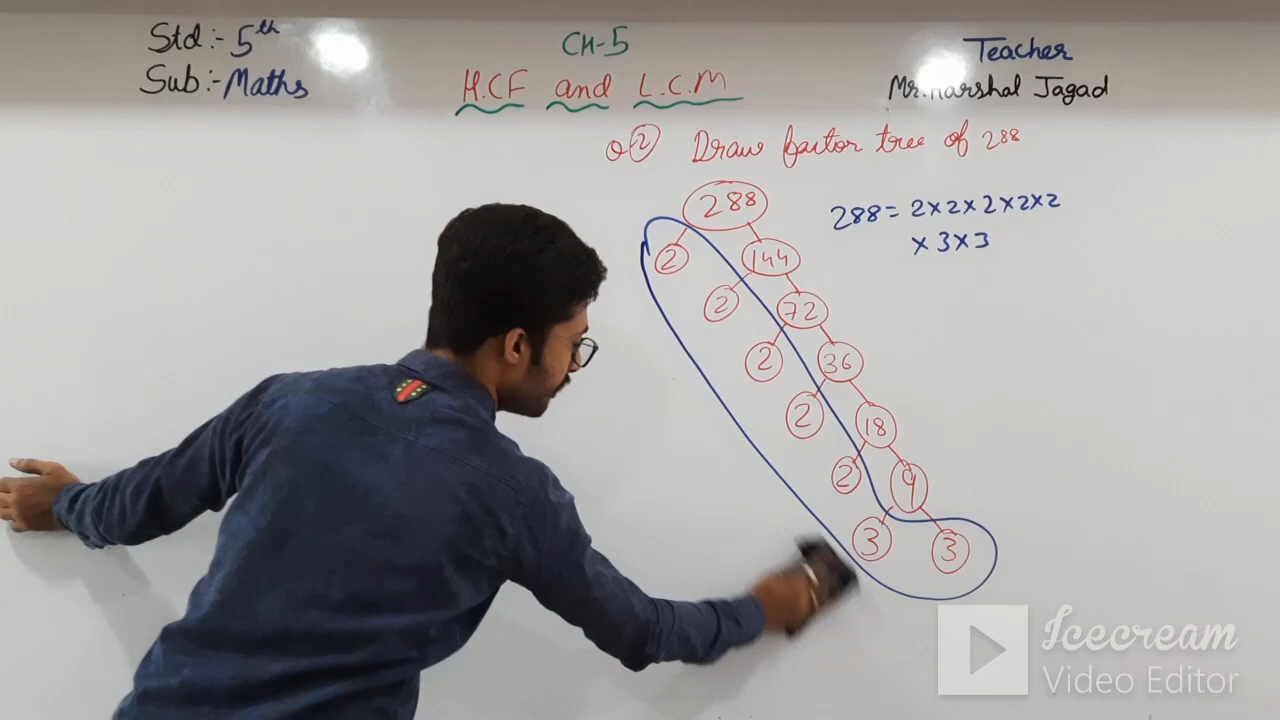 Std:- 5th
Sub:- Maths
CH-5
H.C.F and L.C.M
Teacher
Mr. Harshal Jagad
Q② Draw factor tree of 288
288
2 144
2 72
2 36
2 18
2 9
3 3
288 = 2×2×2×2×2
×3×3
Icecream
Video Editor